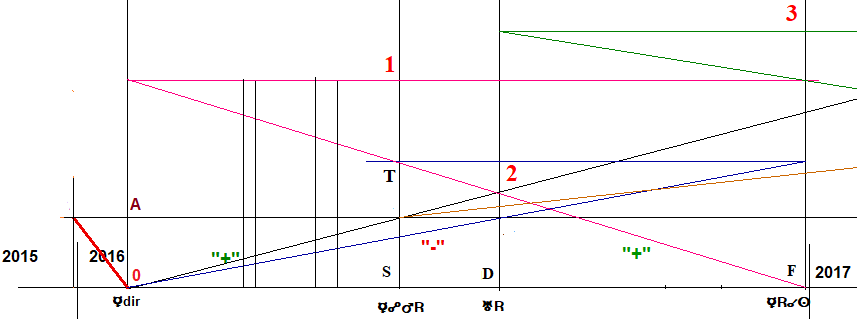 3
1
T
2
A
2015
2016
"+"
"-"
"+"
2017
0
S
D
F
☿dir
☿☍♂R
♅R
☿R☌☉